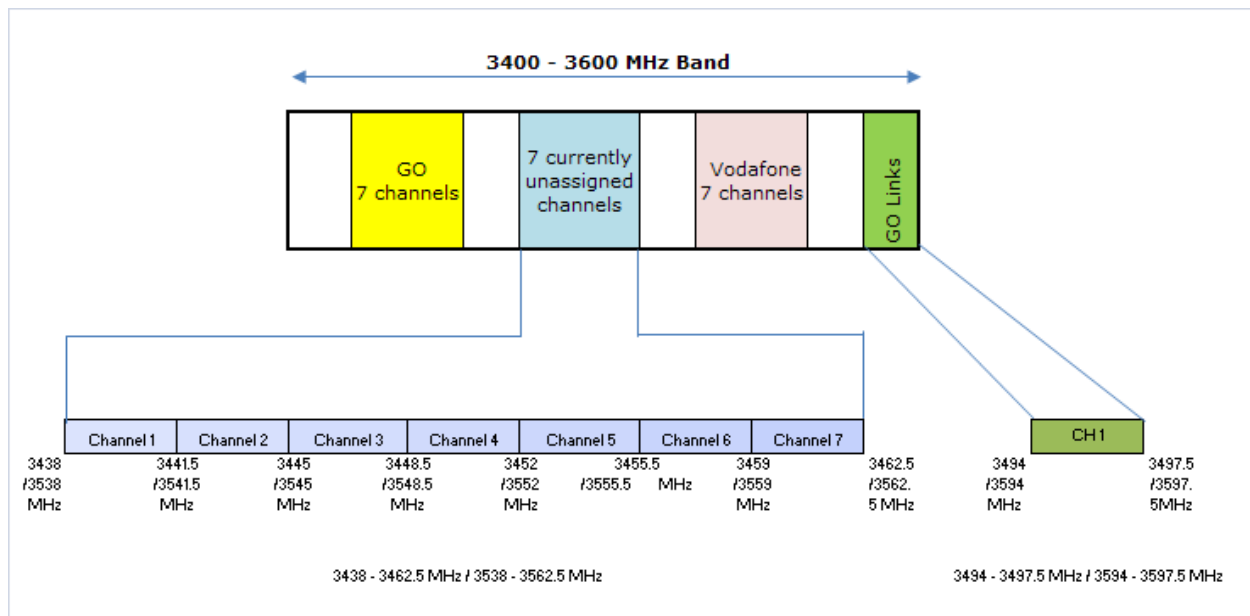 3400 - 3600 MHz Band
GO
7 channels
7 currently
unassigned
channels
Vodafone
7 channels
GO Links
Channel 1
Channel 2
Channel 3
Channel 4
Channel 5
Channel 6
Channel 7
CH1
3438
/3538
MHz
3441.5
/3541.5
MHz
3445
/3545
MHz
3448.5
/3548.5
MHz
3452
/3552
MHz
3455.5
/3555.5 MHz
3459
/3559
MHz
3462.5
/3562.
5 MHz
3494
/3594
MHz
3497.5
/3597.
5MHz
3438 - 3462.5 MHz / 3538 - 3562.5 MHz
3494 - 3497.5 MHz / 3594 - 3597.5 MHz